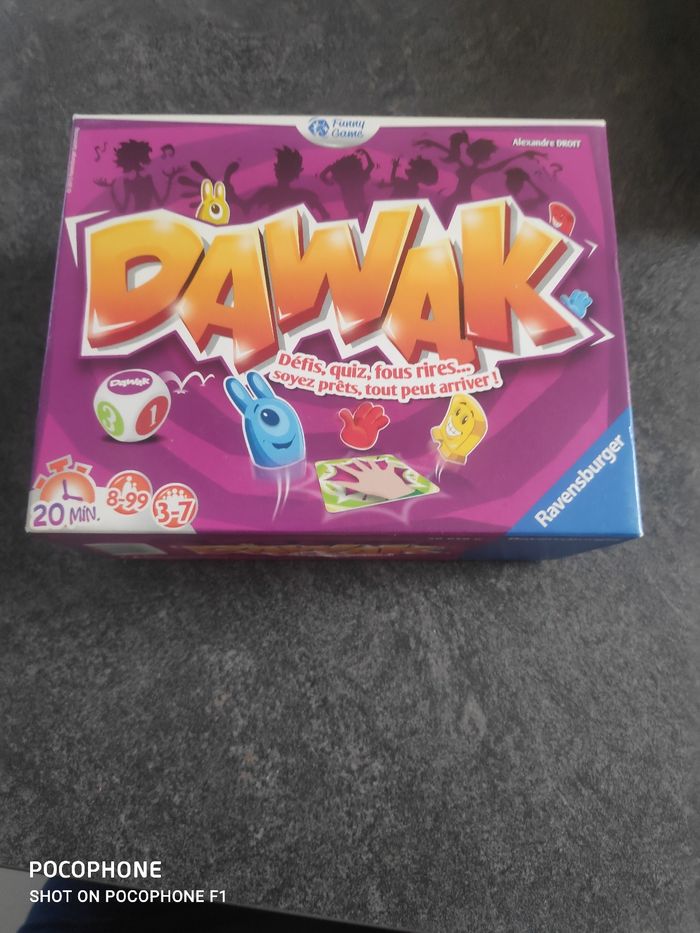 Funny
Game
Alexandre DROIT
DAWAK
Défis, quiz, fous rires...
soyez prêts, tout peut arriver !
DAWAK
3
1
20 MIN.
8-99
3-7
Ravensburger
POCOPHONE
SHOT ON POCOPHONE F1